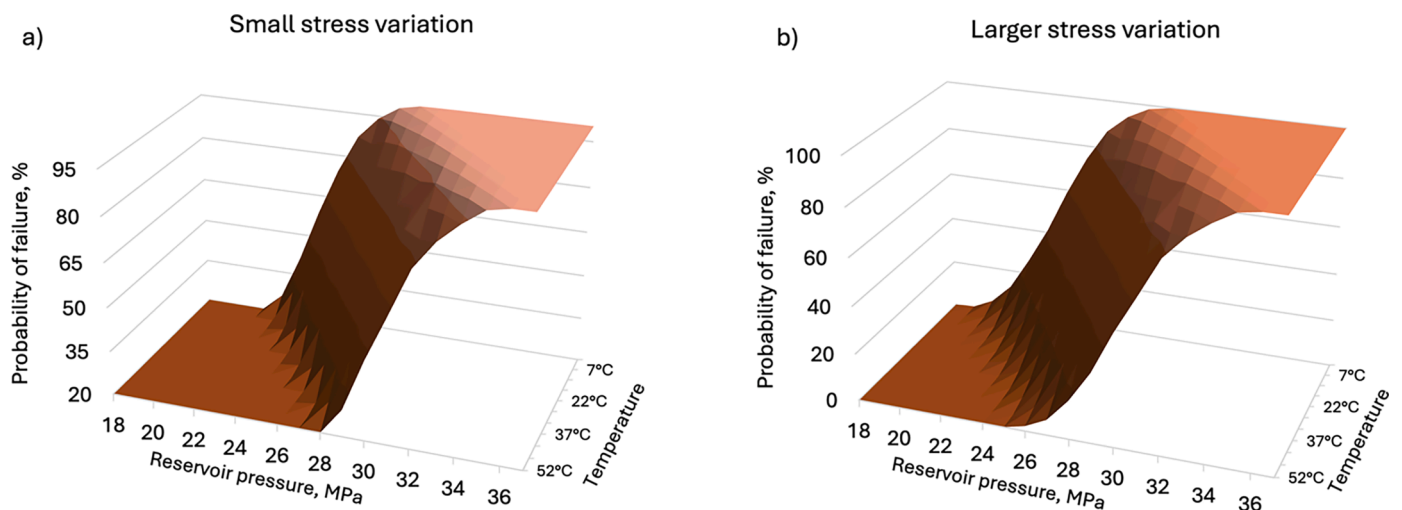 a)
Small stress variation
Probability of failure, %
95
80
65
50
35
20
18 20 22 24 26 28 30 32 34 36
Reservoir pressure, MPa
7°C
22°C
37°C
52°C
Temperature
b)
Larger stress variation
Probability of failure, %
100
80
60
40
20
0
18 20 22 24 26 28 30 32 34 36
Reservoir pressure, MPa
7°C
22°C
37°C
52°C
Temperature